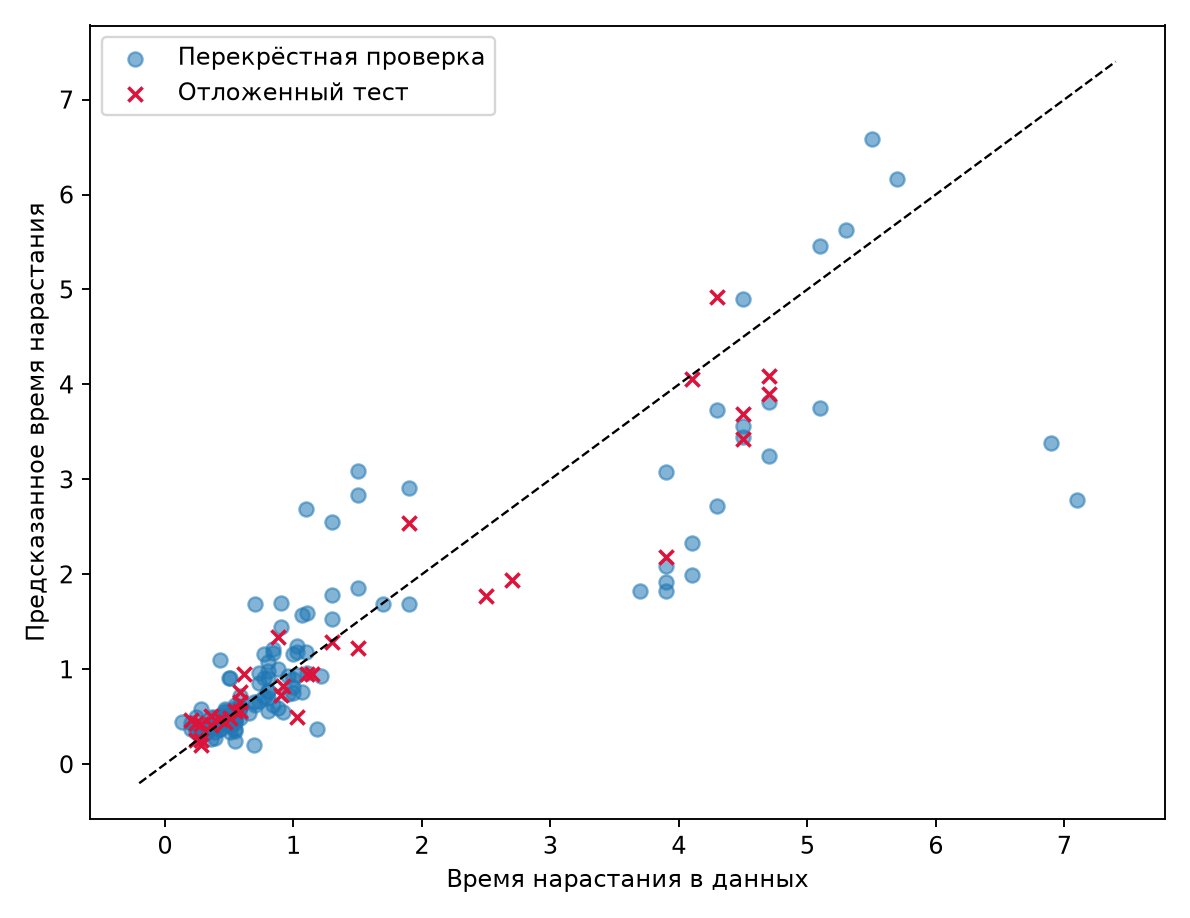 Перекрёстная проверка
Отложенный тест
Предсказанное время нарастания
7
6
5
4
3
2
1
0
0 1 2 3 4 5 6 7
Время нарастания в данных